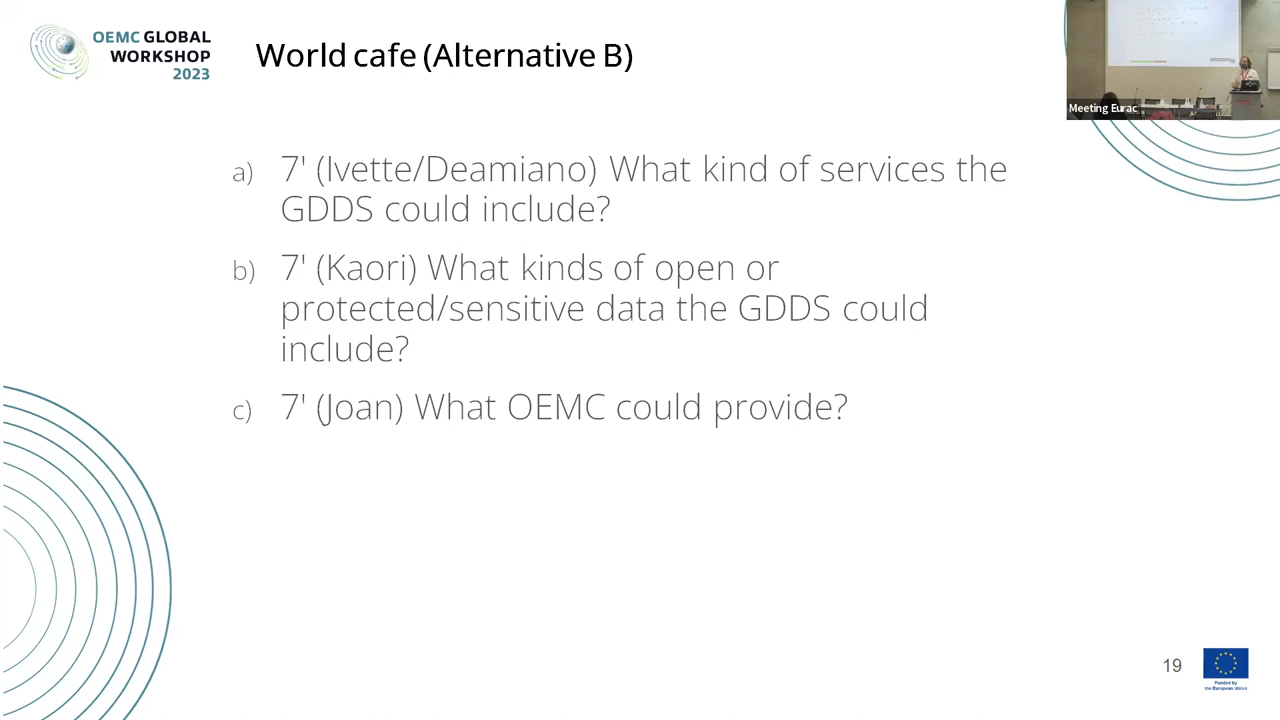 OEMC GLOBAL
WORKSHOP
2023
World cafe (Alternative B)
Meeting Eurac
a) 7' (Ivette/Deamiano) What kind of services the
GDDS could include?
b) 7' (Kaori) What kinds of open or
protected/sensitive data the GDDS could
include?
c) 7' (Joan) What OEMC could provide?
19
Funded by
the European Union